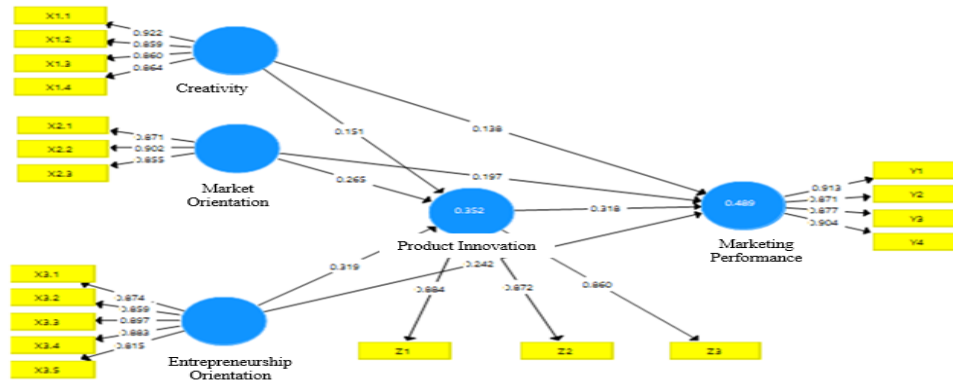 X1.1
X1.2
X1.3
X1.4
0.922
0.859
0.860
0.864
Creativity
X2.1
X2.2
X2.3
0.871
0.902
0.855
Market
Orientation
0.151
0.138
0.265
0.197
0.352
Product Innovation
0.318
0.489
Marketing
Performance
0.913
0.871
0.877
0.904
Y1
Y2
Y3
Y4
0.319
0.242
0.884
0.872
0.860
Z1
Z2
Z3
X3.1
X3.2
X3.3
X3.4
X3.5
0.874
0.859
0.897
0.883
0.815
Entrepreneurship
Orientation